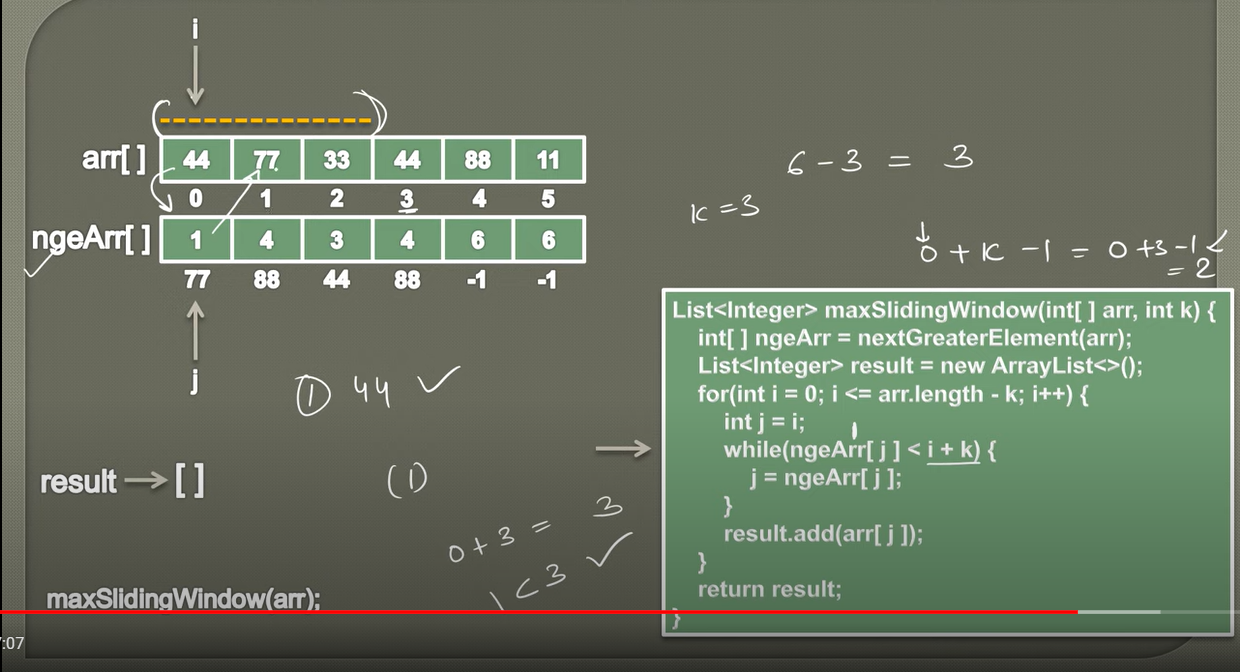 i
arr[ ] 44 77 33 44 88 11
0 1 2 3 4 5
ngeArr[ ] 1 4 3 4 6 6
77 88 44 88 -1 -1
j
① 44 ✓
result → [ ]
(1)
0 + 3 = 3
1 < 3 ✓
maxSlidingWindow(arr);
:07
6 - 3 = 3
K = 3
0 + K - 1 = 0 + 3 - 1
= 2
List<Integer> maxSlidingWindow(int[ ] arr, int k) {
int[ ] ngeArr = nextGreaterElement(arr);
List<Integer> result = new ArrayList<>();
for(int i = 0; i <= arr.length - k; i++) {
int j = i;
1
while(ngeArr[ j ] < i + k) {
j = ngeArr[ j ];
}
result.add(arr[ j ]);
}
return result;
}